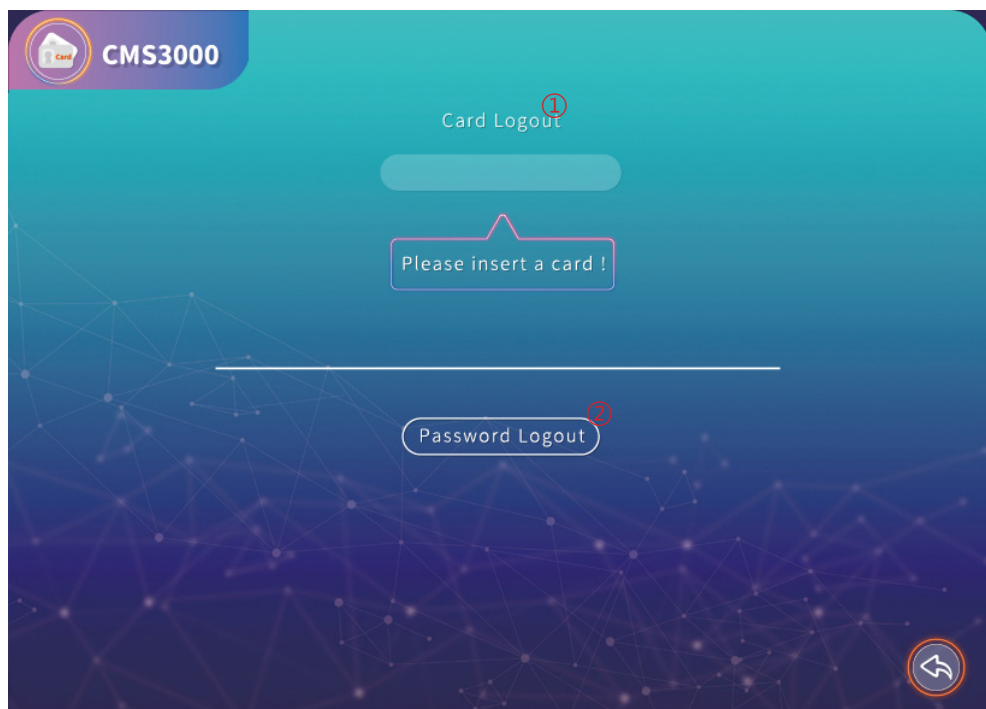 Card
CMS3000
①
Card Logout
Please insert a card !
②
Password Logout